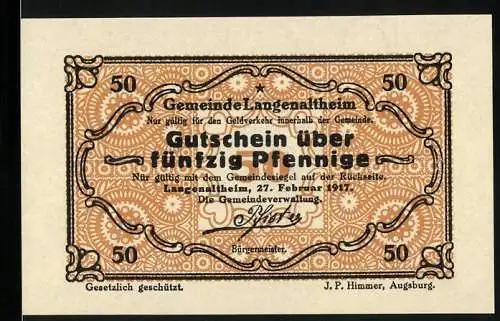 50 50
Gemeinde Langenaltheim
Nur gültig für den Geldverkehr innerhalb der Gemeinde.
Gutschein über
fünfzig Pfennige
Nur gültig mit dem Gemeindesiegel auf der Rückseite.
Langenaltheim, 27. Februar 1917.
Die Gemeindeverwaltung.
Bürgermeister.
50 50
Gesetzlich geschützt. J. P. Himmer, Augsburg.